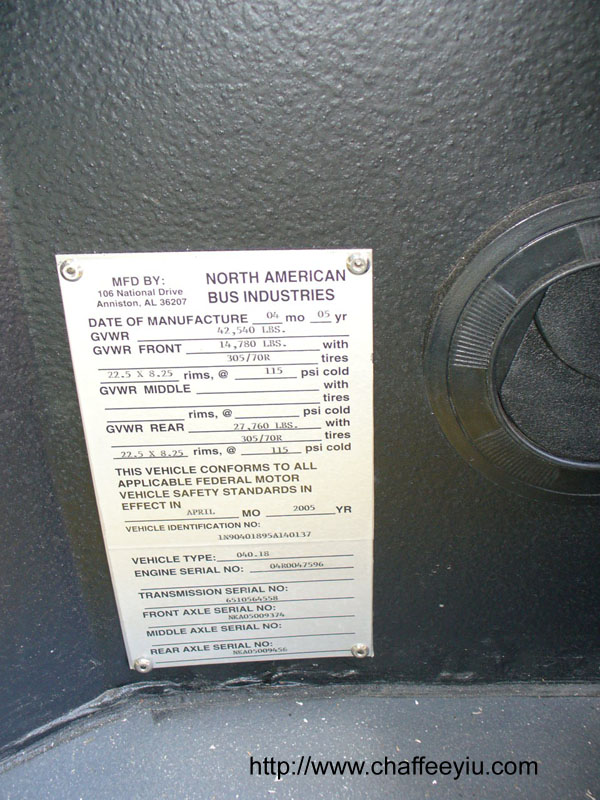 MFD BY: NORTH AMERICAN
106 National Drive
Anniston, AL 36207 BUS INDUSTRIES
DATE OF MANUFACTURE 04 mo 05 yr
GVWR 42,540 LBS.
GVWR FRONT 14,780 LBS. with
305/70R tires
22.5 X 8.25 rims, @ 115 psi cold
GVWR MIDDLE with
tires
rims, @ psi cold
GVWR REAR 27,760 LBS. with
305/70R tires
22.5 X 8.25 rims, @ 115 psi cold
THIS VEHICLE CONFORMS TO ALL
APPLICABLE FEDERAL MOTOR
VEHICLE SAFETY STANDARDS IN
EFFECT IN APRIL MO 2005 YR
VEHICLE IDENTIFICATION NO:
1N90401895A140137
VEHICLE TYPE: 040.18
ENGINE SERIAL NO: 04R0047596
TRANSMISSION SERIAL NO:
6510564558
FRONT AXLE SERIAL NO:
NKA05009374
MIDDLE AXLE SERIAL NO:
REAR AXLE SERIAL NO:
NKA05009456
http://www.chaffeeyiu.com